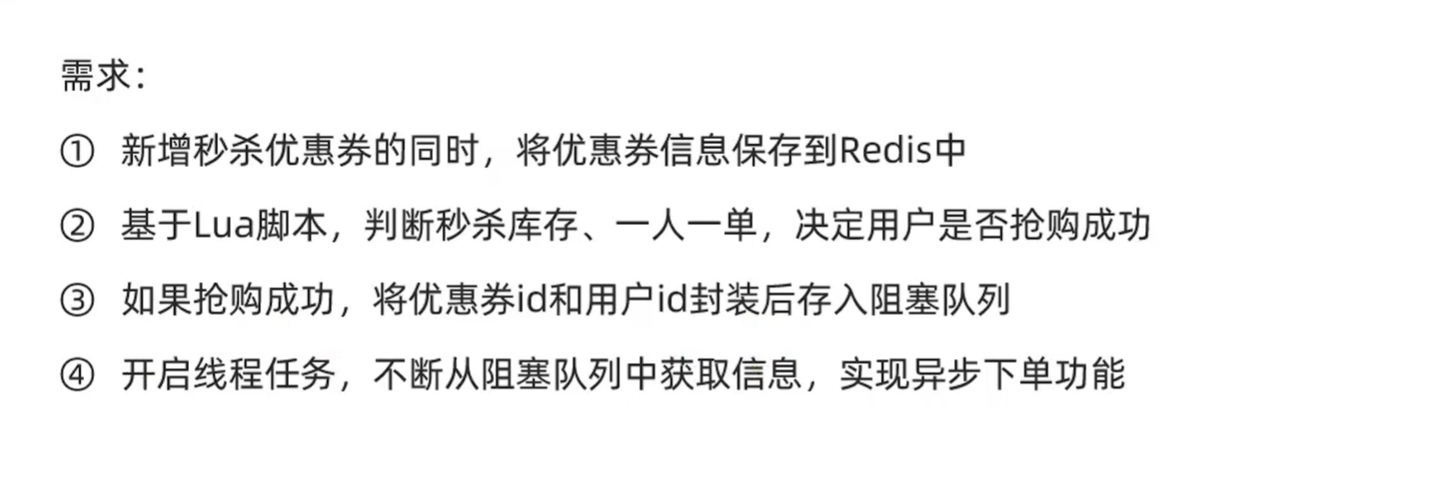 需求：
① 新增秒杀优惠券的同时，将优惠券信息保存到Redis中
② 基于Lua脚本，判断秒杀库存、一人一单，决定用户是否抢购成功
③ 如果抢购成功，将优惠券id和用户id封装后存入阻塞队列
④ 开启线程任务，不断从阻塞队列中获取信息，实现异步下单功能